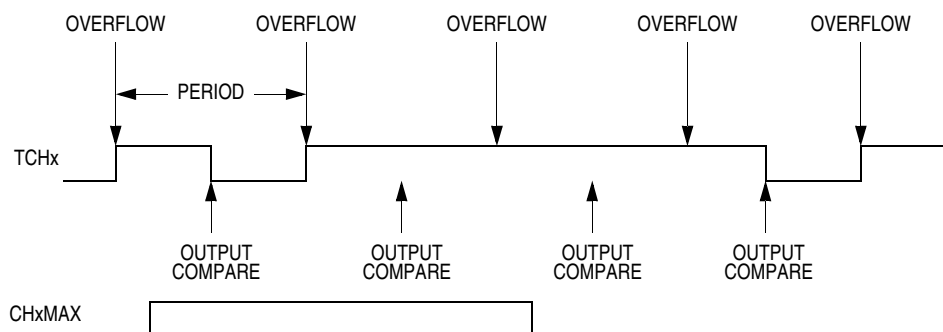 OVERFLOW OVERFLOW OVERFLOW OVERFLOW OVERFLOW
PERIOD
TCHx
OUTPUT COMPARE
OUTPUT COMPARE
OUTPUT COMPARE
OUTPUT COMPARE
CHxMAX